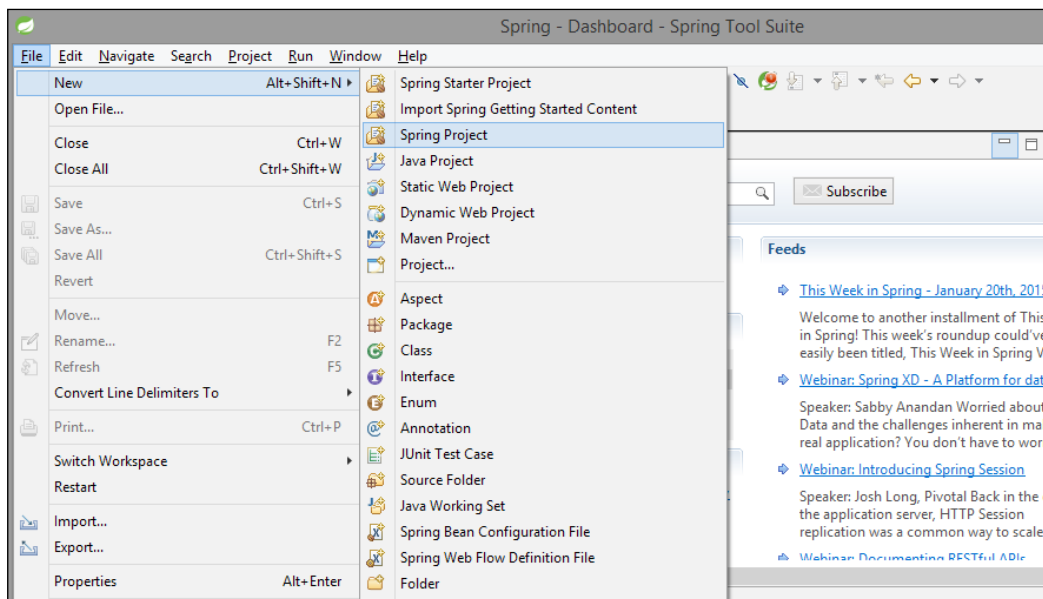 Spring - Dashboard - Spring Tool Suite
File Edit Navigate Search Project Run Window Help
New Alt+Shift+N
Open File...
Close Ctrl+W
Close All Ctrl+Shift+W
Save Ctrl+S
Save As...
Save All Ctrl+Shift+S
Revert
Move...
Rename... F2
Refresh F5
Convert Line Delimiters To
Print... Ctrl+P
Switch Workspace
Restart
Import...
Export...
Properties Alt+Enter
Spring Starter Project
Import Spring Getting Started Content
Spring Project
Java Project
Static Web Project
Dynamic Web Project
Maven Project
Project...
Aspect
Package
Class
Interface
Enum
Annotation
JUnit Test Case
Source Folder
Java Working Set
Spring Bean Configuration File
Spring Web Flow Definition File
Folder
Subscribe
Feeds
This Week in Spring - January 20th, 2015
Welcome to another installment of This
in Spring! This week's roundup could've
easily been titled, This Week in Spring V
Webinar: Spring XD - A Platform for dat
Speaker: Sabby Anandan Worried about
Data and the challenges inherent in ma
real application? You don't have to wor
Webinar: Introducing Spring Session
Speaker: Josh Long, Pivotal Back in the
the application server, HTTP Session
replication was a common way to scale
Webinar: Documenting RESTful APIs